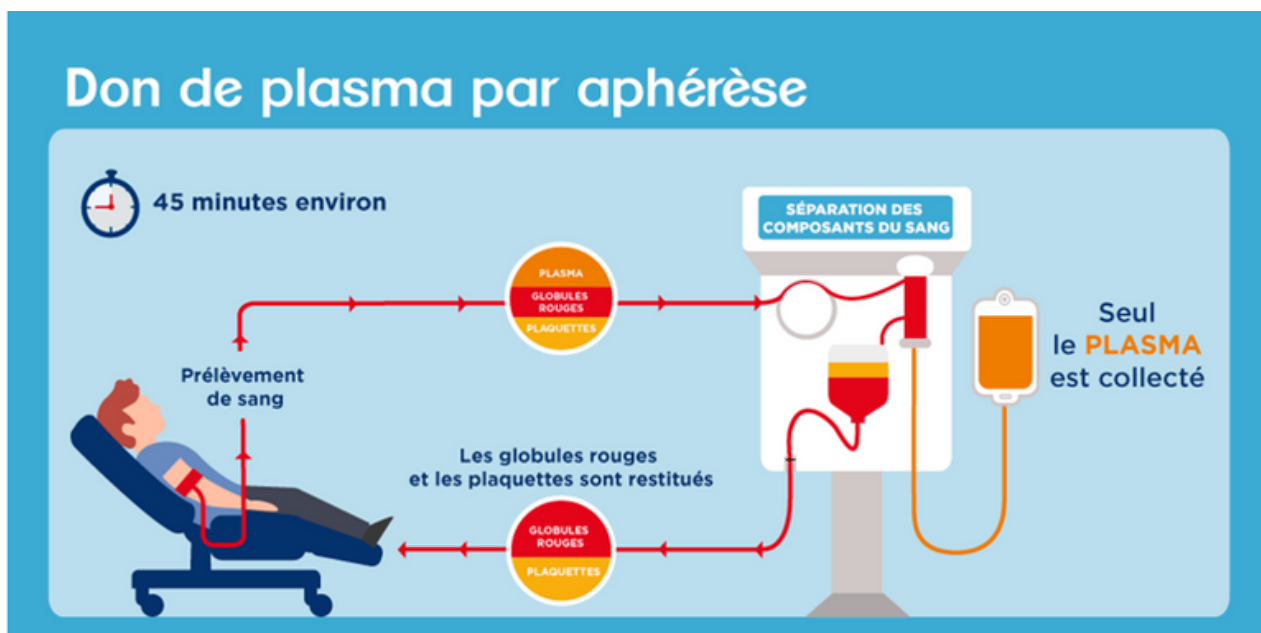 Don de plasma par aphérèse
45 minutes environ
SÉPARATION DES
COMPOSANTS DU SANG
PLASMA
GLOBULES
ROUGES
PLAQUETTES
Seul
le PLASMA
est collecté
Prélèvement
de sang
Les globules rouges
et les plaquettes sont restitués
GLOBULES
ROUGES
PLAQUETTES